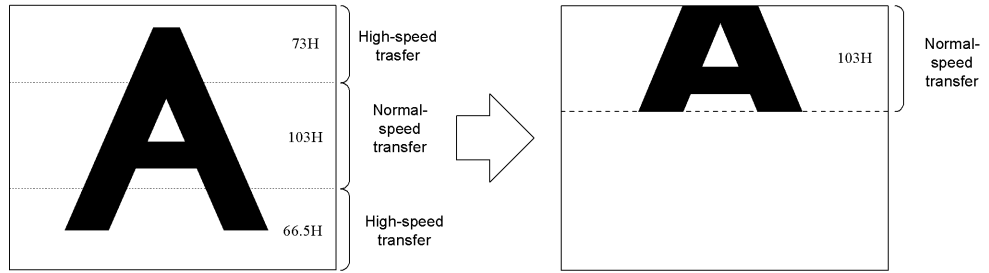 73H
High-speed
trasfer
103H
Normal-
speed
transfer
66.5H
High-speed
transfer
103H
Normal-
speed
transfer